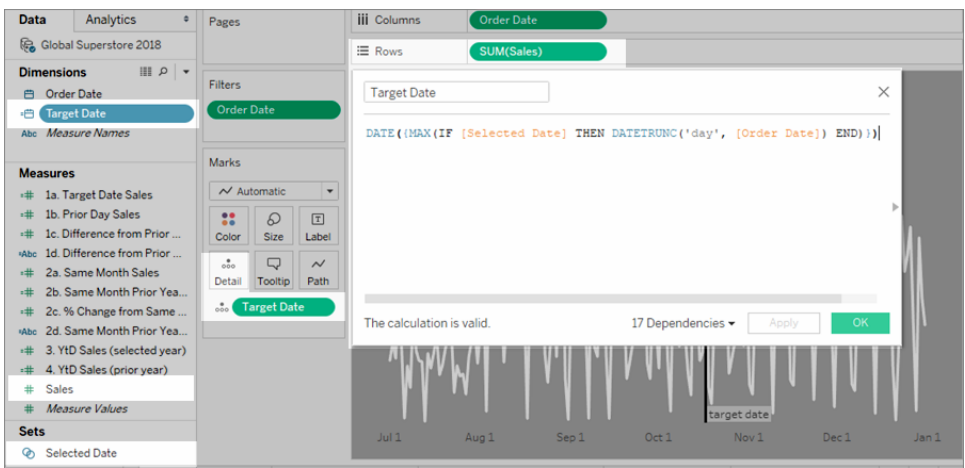 Data
Analytics
Global Superstore 2018
Dimensions
Order Date
Target Date
Abc Measure Names
Measures
1a. Target Date Sales
1b. Prior Day Sales
1c. Difference from Prior ...
Abc 1d. Difference from Prior ...
2a. Same Month Sales
2b. Same Month Prior Yea...
2c. % Change from Same ...
Abc 2d. Same Month Prior Yea...
3. YtD Sales (selected year)
4. YtD Sales (prior year)
Sales
Measure Values
Sets
Selected Date
Pages
Filters
Order Date
Marks
Automatic
Color Size Label
Detail Tooltip Path
Target Date
Columns Order Date
Rows SUM(Sales)
Target Date
DATE({MAX(IF [Selected Date] THEN DATETRUNC('day', [Order Date]) END)})
The calculation is valid.
17 Dependencies
Apply
OK
target date
Jul 1 Aug 1 Sep 1 Oct 1 Nov 1 Dec 1 Jan 1